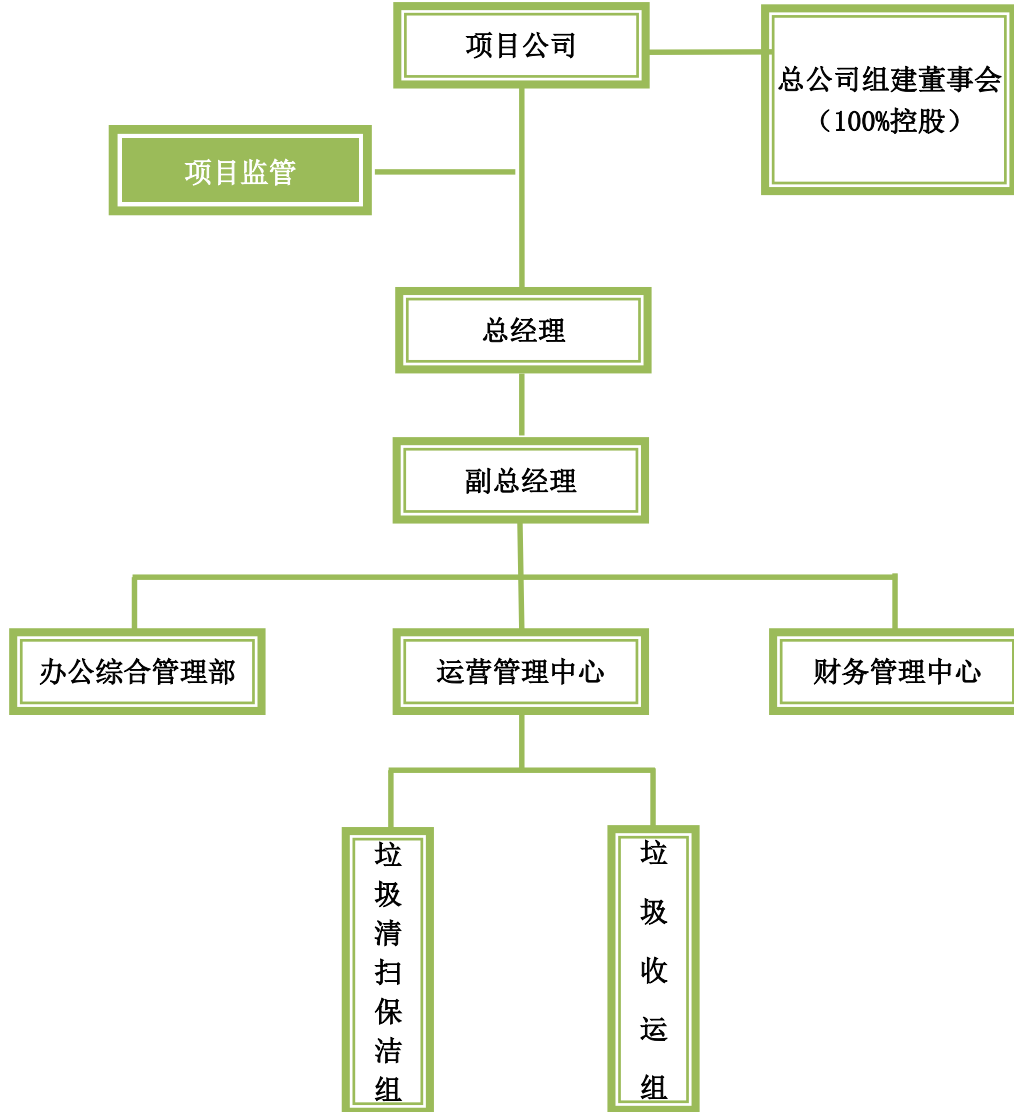 项目公司
总公司组建董事会
（100%控股）
项目监管
总经理
副总经理
办公综合管理部
运营管理中心
财务管理中心
垃圾清扫保洁组
垃圾收运组